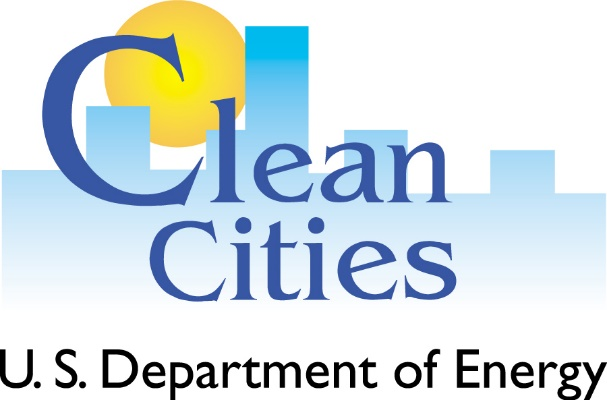 Clean
Cities
U. S. Department of Energy